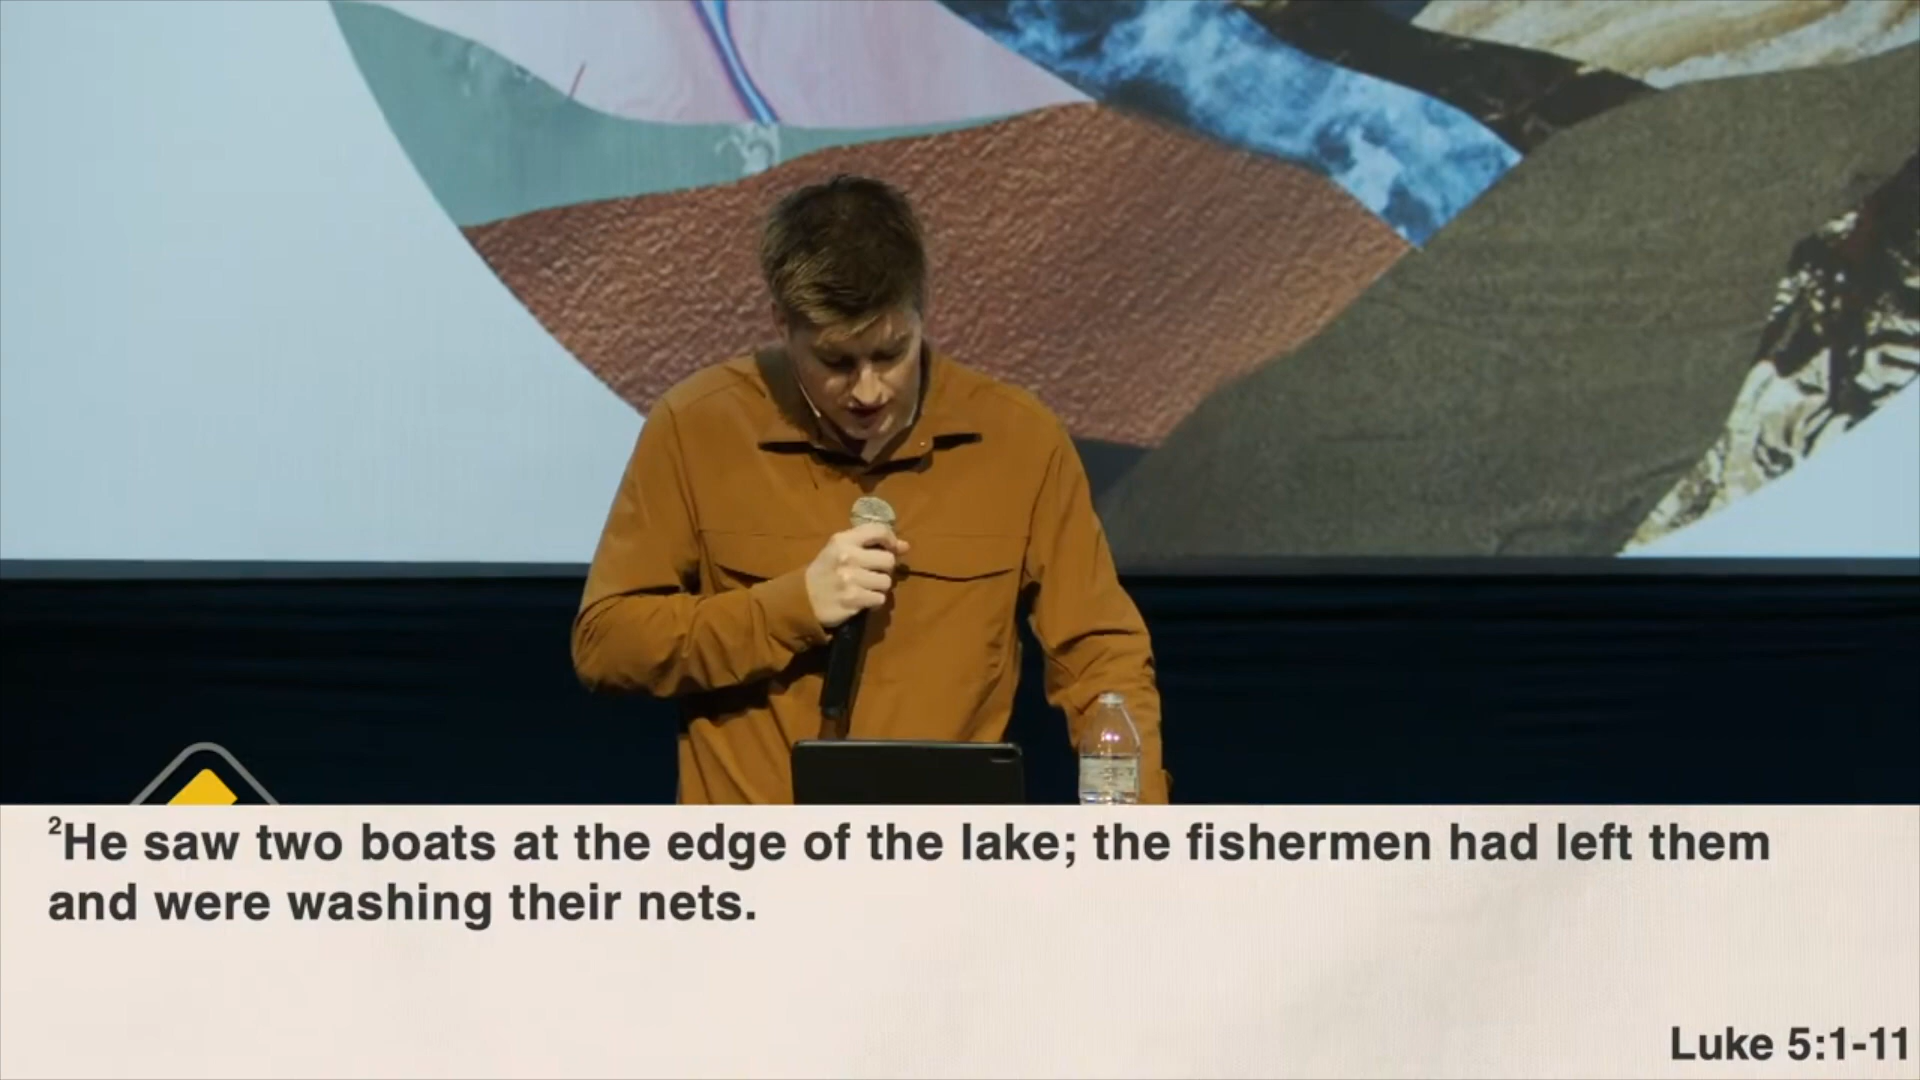 ²He saw two boats at the edge of the lake; the fishermen had left them
and were washing their nets.
Luke 5:1-11